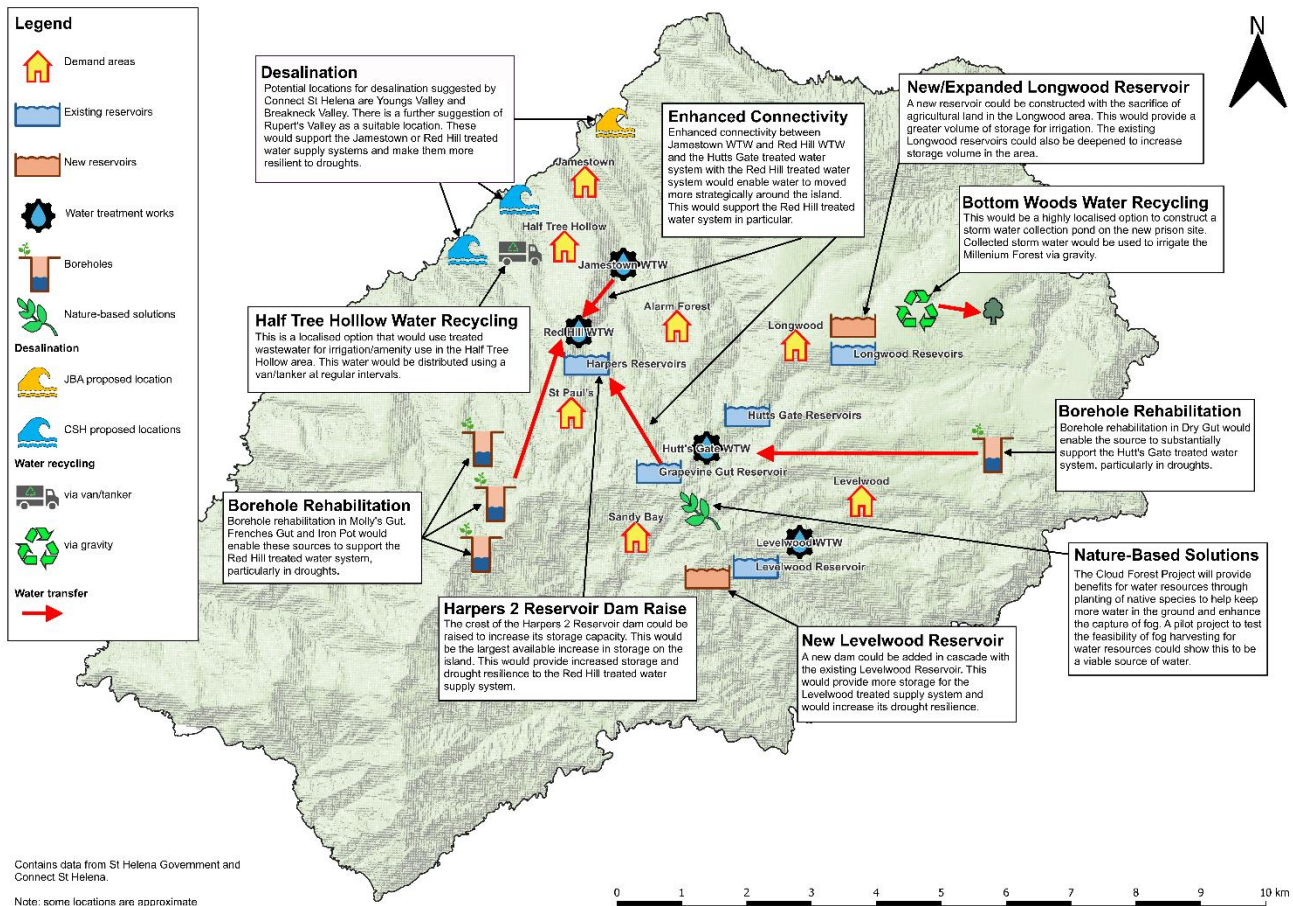 Legend
Demand areas
Existing reservoirs
New reservoirs
Water treatment works
Boreholes
Nature-based solutions
Desalination
JBA proposed location
CSH proposed locations
Water recycling
via van/tanker
via gravity
Water transfer
Desalination
Potential locations for desalination suggested by
Connect St Helena are Youngs Valley and
Breakneck Valley. There is a further suggestion of
Rupert's Valley as a suitable location. These
would support the Jamestown or Red Hill treated
water supply systems and make them more
resilient to droughts.
Enhanced Connectivity
Enhanced connectivity between
Jamestown WTW and Red Hill WTW
and the Hutts Gate treated water
system with the Red Hill treated water
system would enable water to moved
more strategically around the island.
This would support the Red Hill treated
water system in particular.
New/Expanded Longwood Reservoir
A new reservoir could be constructed with the sacrifice of
agricultural land in the Longwood area. This would provide a
greater volume of storage for irrigation. The existing
Longwood reservoirs could also be deepened to increase
storage volume in the area.
N
Bottom Woods Water Recycling
This would be a highly localised option to construct a
storm water collection pond on the new prison site.
Collected storm water would be used to irrigate the
Millenium Forest via gravity.
Jamestown
Half Tree Hollow
Jamestown WTW
Half Tree Holllow Water Recycling
This is a localised option that would use treated
wastewater for irrigation/amenity use in the Half Tree
Hollow area. This water would be distributed using a
van/tanker at regular intervals.
Red Hill WTW
Alarm Forest
Longwood
Harpers Reservoirs
Longwood Resevoirs
St Paul's
Hutts Gate Reservoirs
Hutt's Gate WTW
Grapevine Gut Reservoir
Levelwood
Sandy Bay
Levelwood WTW
Levelwood Reservoir
Borehole Rehabilitation
Borehole rehabilitation in Dry Gut would
enable the source to substantially
support the Hutt's Gate treated water
system, particularly in droughts.
Borehole Rehabilitation
Borehole rehabilitation in Molly's Gut.
Frenches Gut and Iron Pot would
enable these sources to support the
Red Hill treated water system,
particularly in droughts.
Harpers 2 Reservoir Dam Raise
The crest of the Harpers 2 Reservoir dam could be
raised to increase its storage capacity. This would
be the largest available increase in storage on the
island. This would provide increased storage and
drought resilience to the Red Hill treated water
supply system.
New Levelwood Reservoir
A new dam could be added in cascade with
the existing Levelwood Reservoir. This
would provide more storage for the
Levelwood treated supply system and
would increase its drought resilience.
Nature-Based Solutions
The Cloud Forest Project will provide
benefits for water resources through
planting of native species to help keep
more water in the ground and enhance
the capture of fog. A pilot project to test
the feasibility of fog harvesting for
water resources could show this to be
a viable source of water.
Contains data from St Helena Government and
Connect St Helena.
Note: some locations are approximate
0 1 2 3 4 5 6 7 8 9 10 km